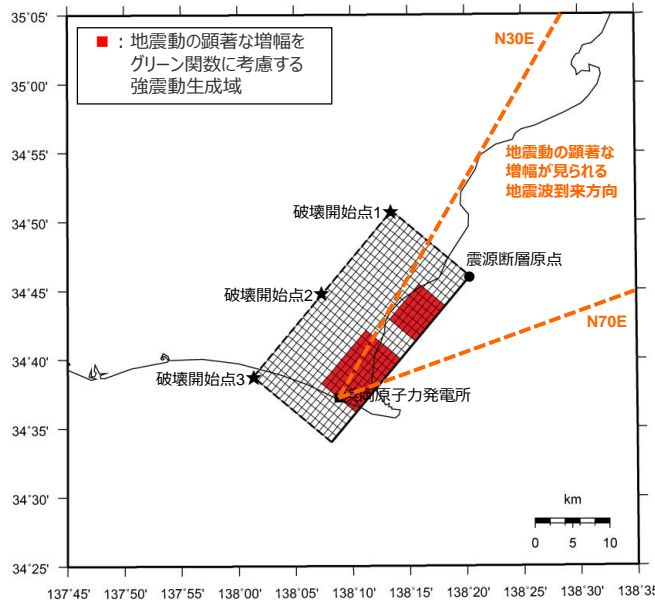 35˚05'
35˚00'
34˚55'
34˚50'
34˚45'
34˚40'
34˚35'
34˚30'
34˚25'
■ : 地震動の顕著な増幅を
グリーン関数に考慮する
強震動生成域
N30E
地震動の顕著な
増幅が見られる
地震波到来方向
破壊開始点1
震源断層原点
破壊開始点2
N70E
破壊開始点3
岡原子力発電所
km
0 5 10
137˚45' 137˚50' 137˚55' 138˚00' 138˚05' 138˚10' 138˚15' 138˚20' 138˚25' 138˚30' 138˚35'